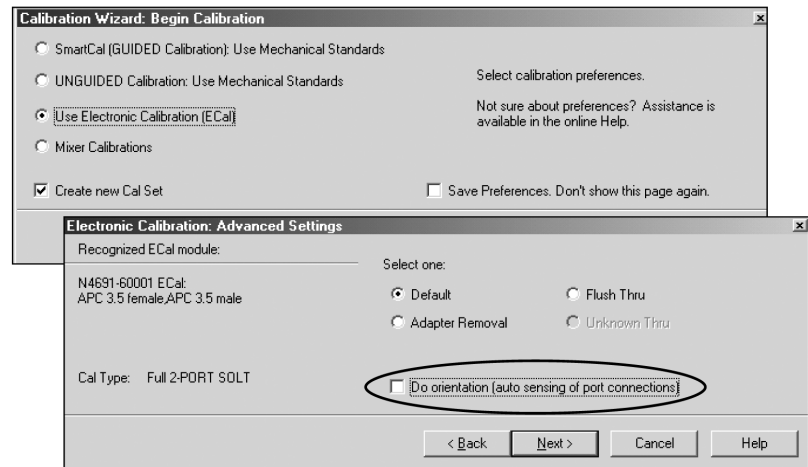 Calibration Wizard: Begin Calibration
SmartCal (GUIDED Calibration): Use Mechanical Standards
UNGUIDED Calibration: Use Mechanical Standards
Use Electronic Calibration (ECal)
Mixer Calibrations
Select calibration preferences.
Not sure about preferences? Assistance is
available in the online Help.
Create new Cal Set
Save Preferences. Don't show this page again.
Electronic Calibration: Advanced Settings
Recognized ECal module:
N4691-60001 ECal:
APC 3.5 female,APC 3.5 male
Select one:
Default
Flush Thru
Adapter Removal
Unknown Thru
Cal Type: Full 2-PORT SOLT
Do orientation (auto sensing of port connections)
< Back
Next >
Cancel
Help